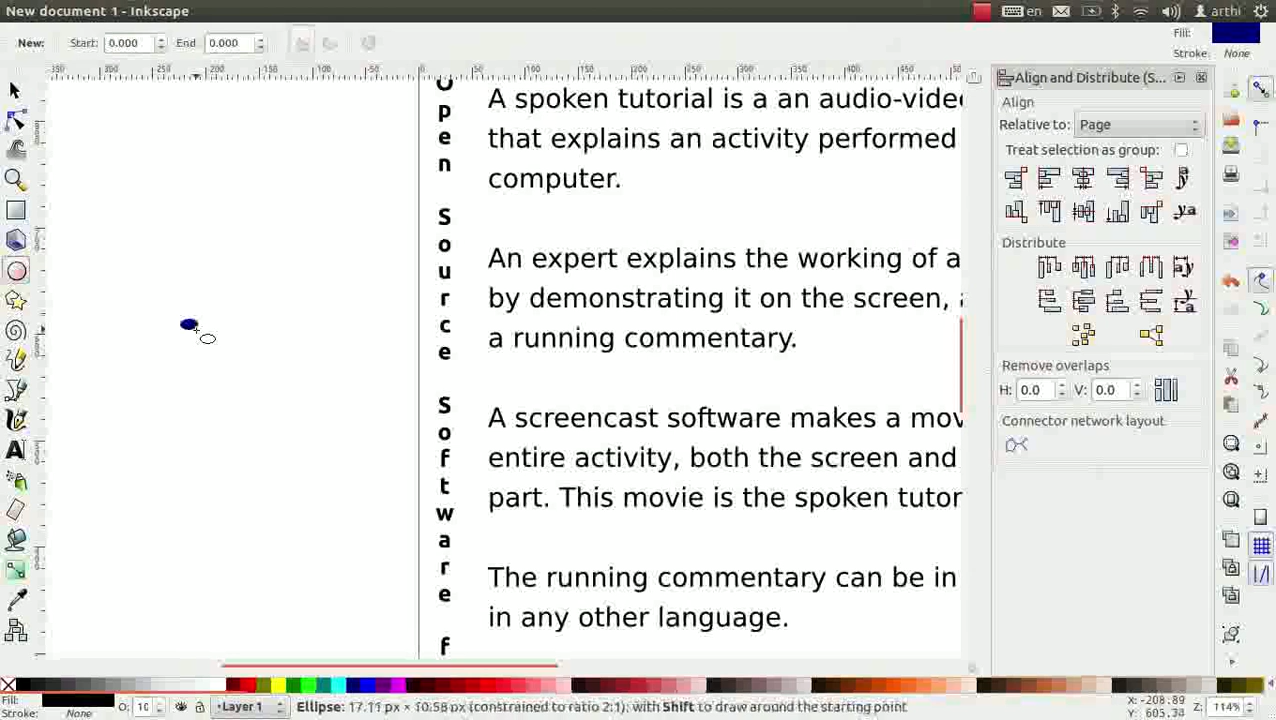 New document 1 - Inkscape
en
arthi
New:
Start:
0.000
End
0.000
Fill:
Stroke:
None
O
p
e
n
S
o
u
r
c
e
S
o
f
t
w
a
r
e
f
A spoken tutorial is a an audio-vide
that explains an activity performed
computer.
An expert explains the working of a
by demonstrating it on the screen,
a running commentary.
A screencast software makes a mov
entire activity, both the screen and
part. This movie is the spoken tutor
The running commentary can be in
in any other language.
Align and Distribute (S...
Align
Relative to:
Page
Treat selection as group:
Distribute
Remove overlaps
H:
0.0
V:
0.0
Connector network layout:
Fill:
Stroke:
None
O:
10
Layer 1
Ellipse: 17.11 px × 10.58 px (constrained to ratio 2:1); with Shift to draw around the starting point
X: -208.89
Y: 605.34
Z:
114%